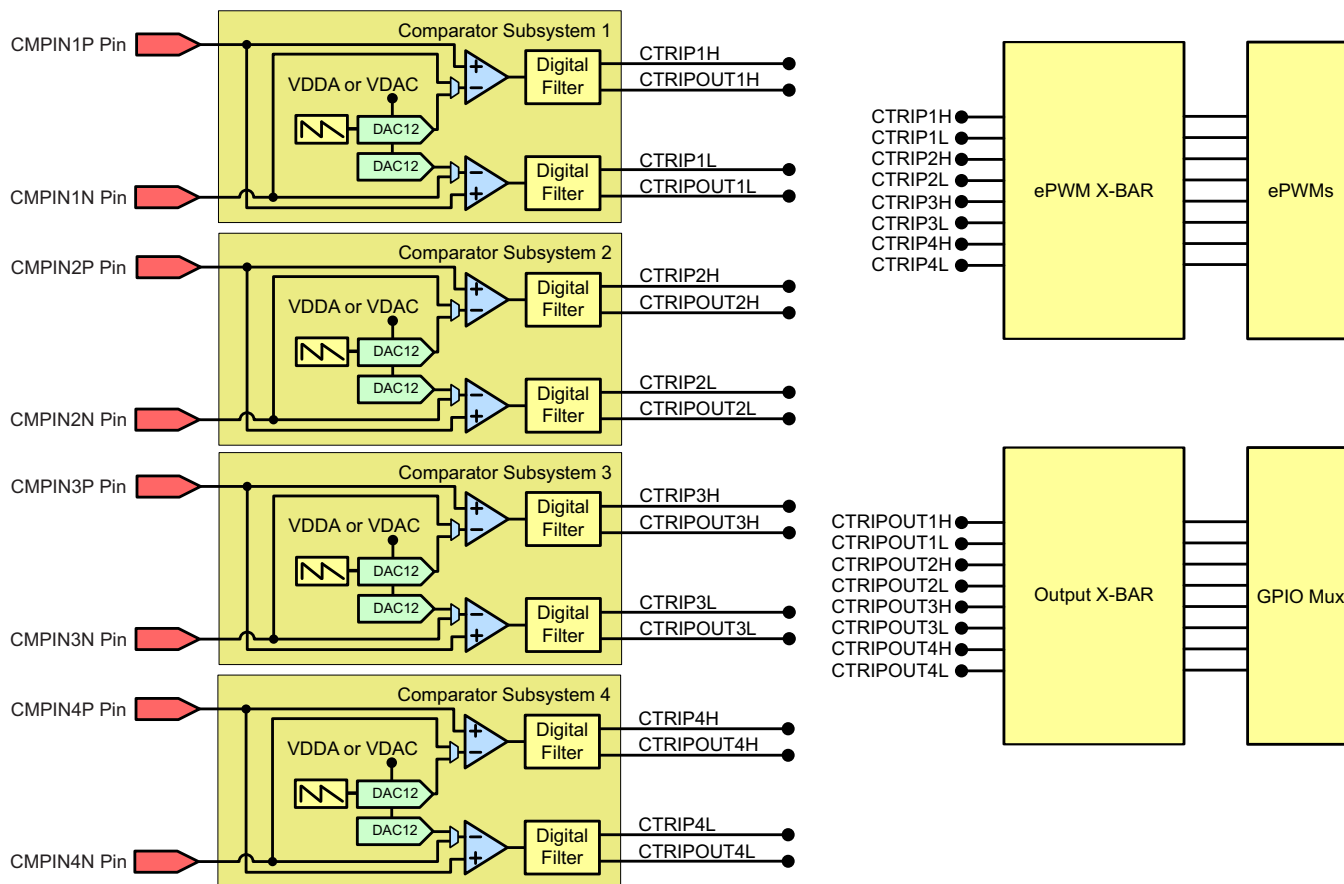 Comparator Subsystem 1
CMPIN1P Pin
VDDA or VDAC
DAC12
DAC12
Digital
Filter
CTRIP1H
CTRIPOUT1H
Digital
Filter
CTRIP1L
CTRIPOUT1L
CMPIN1N Pin
Comparator Subsystem 2
CMPIN2P Pin
VDDA or VDAC
DAC12
DAC12
Digital
Filter
CTRIP2H
CTRIPOUT2H
Digital
Filter
CTRIP2L
CTRIPOUT2L
CMPIN2N Pin
Comparator Subsystem 3
CMPIN3P Pin
VDDA or VDAC
DAC12
DAC12
Digital
Filter
CTRIP3H
CTRIPOUT3H
Digital
Filter
CTRIP3L
CTRIPOUT3L
CMPIN3N Pin
Comparator Subsystem 4
CMPIN4P Pin
VDDA or VDAC
DAC12
DAC12
Digital
Filter
CTRIP4H
CTRIPOUT4H
Digital
Filter
CTRIP4L
CTRIPOUT4L
CMPIN4N Pin
CTRIP1H
CTRIP1L
CTRIP2H
CTRIP2L
CTRIP3H
CTRIP3L
CTRIP4H
CTRIP4L
ePWM X-BAR
ePWMs
CTRIPOUT1H
CTRIPOUT1L
CTRIPOUT2H
CTRIPOUT2L
CTRIPOUT3H
CTRIPOUT3L
CTRIPOUT4H
CTRIPOUT4L
Output X-BAR
GPIO Mux